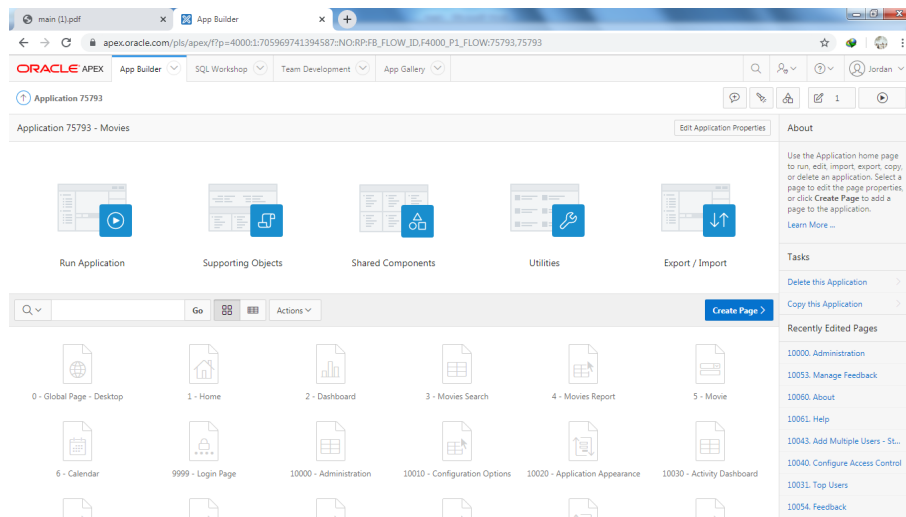 main (1).pdf
App Builder
apex.oracle.com/pls/apex/f?p=4000:1:705969741394587::NO:RP:FB_FLOW_ID,F4000_P1_FLOW:75793,75793
ORACLE APEX App Builder SQL Workshop Team Development App Gallery Jordan
Application 75793 1
Application 75793 - Movies Edit Application Properties
Run Application Supporting Objects Shared Components Utilities Export / Import
Go Actions Create Page
0 - Global Page - Desktop 1 - Home 2 - Dashboard 3 - Movies Search 4 - Movies Report 5 - Movie
6 - Calendar 9999 - Login Page 10000 - Administration 10010 - Configuration Options 10020 - Application Appearance 10030 - Activity Dashboard
About
Use the Application home page
to run, edit, import, export, copy,
or delete an application. Select a
page to edit the page properties,
or click Create Page to add a
page to the application.
Learn More ...
Tasks
Delete this Application
Copy this Application
Recently Edited Pages
10000. Administration
10053. Manage Feedback
10060. About
10061. Help
10043. Add Multiple Users - St...
10040. Configure Access Control
10031. Top Users
10054. Feedback